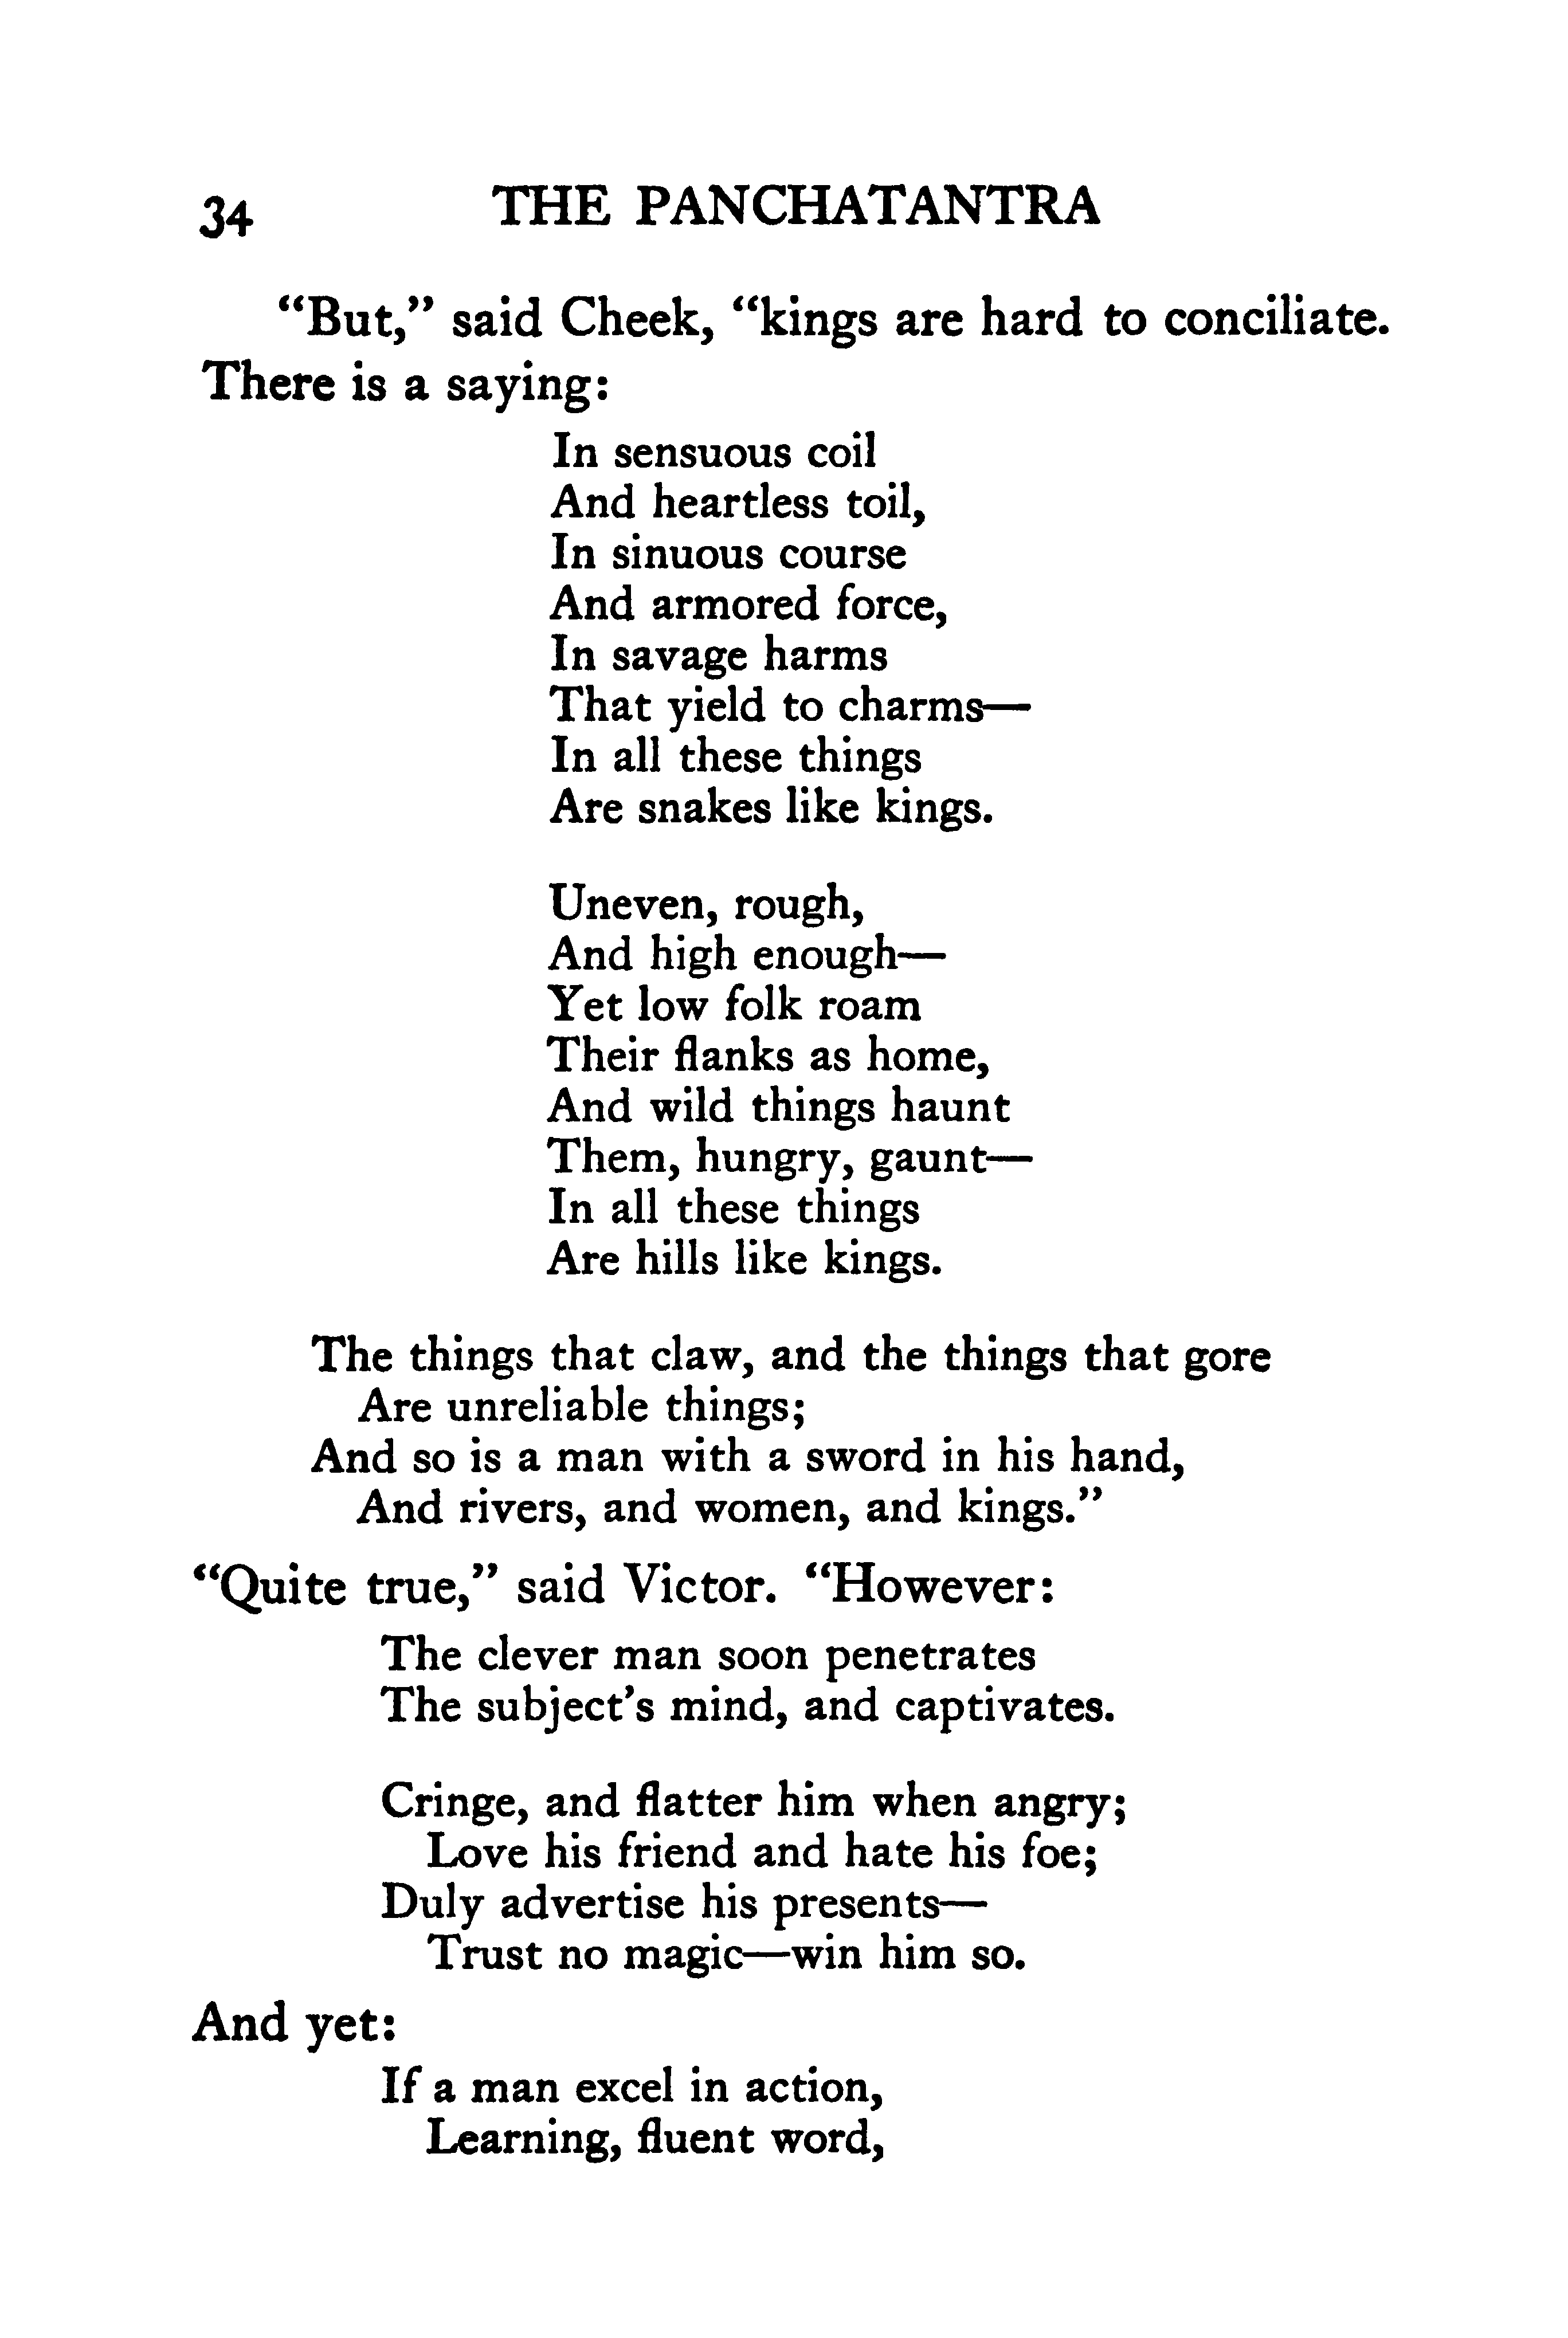 34 THE PANCHATANTRA
“But,” said Cheek, “kings are hard to conciliate.
There is a saying:
In sensuous coil
And heartless toil,
In sinuous course
And armored force,
In savage harms
That yield to charms—
In all these things
Are snakes like kings.
Uneven, rough,
And high enough—
Yet low folk roam
Their flanks as home,
And wild things haunt
Them, hungry, gaunt—
In all these things
Are hills like kings.
The things that claw, and the things that gore
Are unreliable things;
And so is a man with a sword in his hand,
And rivers, and women, and kings.”
“Quite true,” said Victor. “However:
The clever man soon penetrates
The subject’s mind, and captivates.
Cringe, and flatter him when angry;
Love his friend and hate his foe;
Duly advertise his presents—
Trust no magic—win him so.
And yet:
If a man excel in action,
Learning, fluent word,